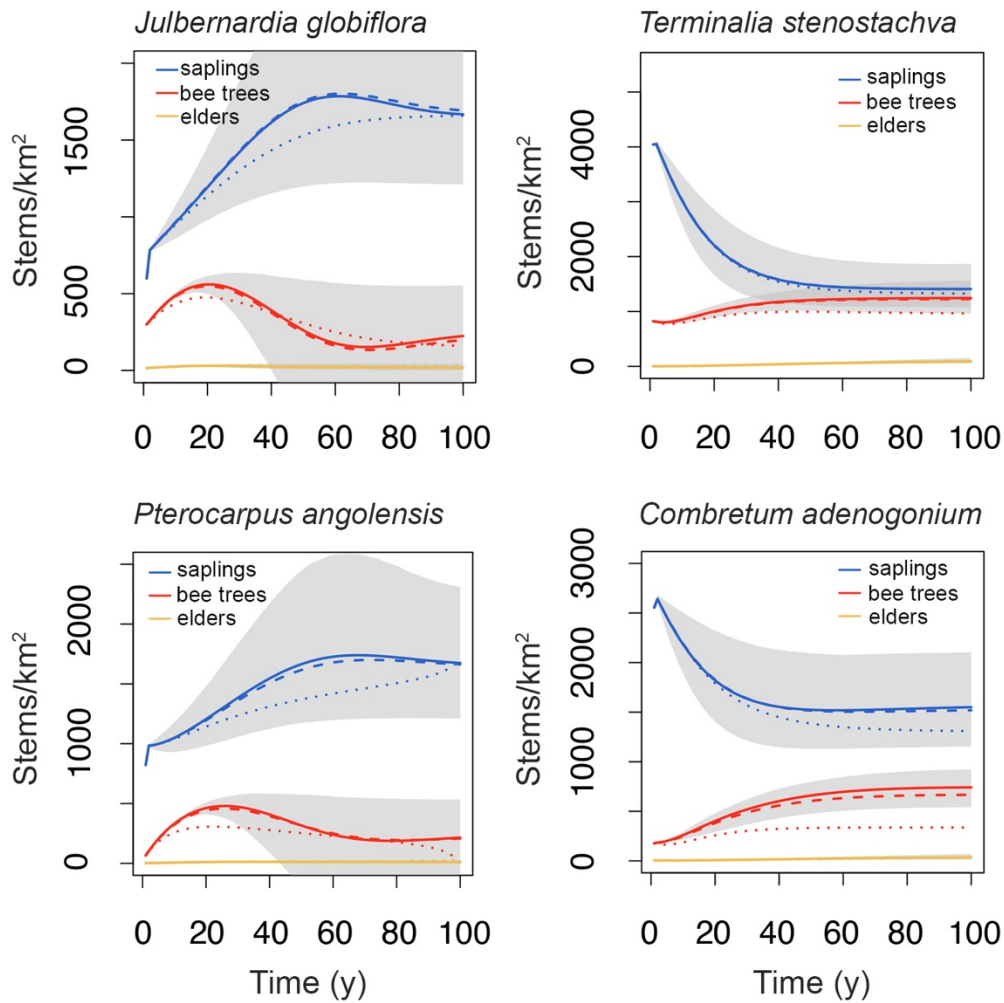 Julbernardia globiflora
saplings
bee trees
elders
Stems/km²
0
500
1500
0 20 40 60 80 100
Terminalia stenostachva
saplings
bee trees
elders
Stems/km²
0
2000
4000
0 20 40 60 80 100
Pterocarpus angolensis
saplings
bee trees
elders
Stems/km²
0
1000
2000
0 20 40 60 80 100
Time (y)
Combretum adenogonium
saplings
bee trees
elders
Stems/km²
0
1000
2000
3000
0 20 40 60 80 100
Time (y)